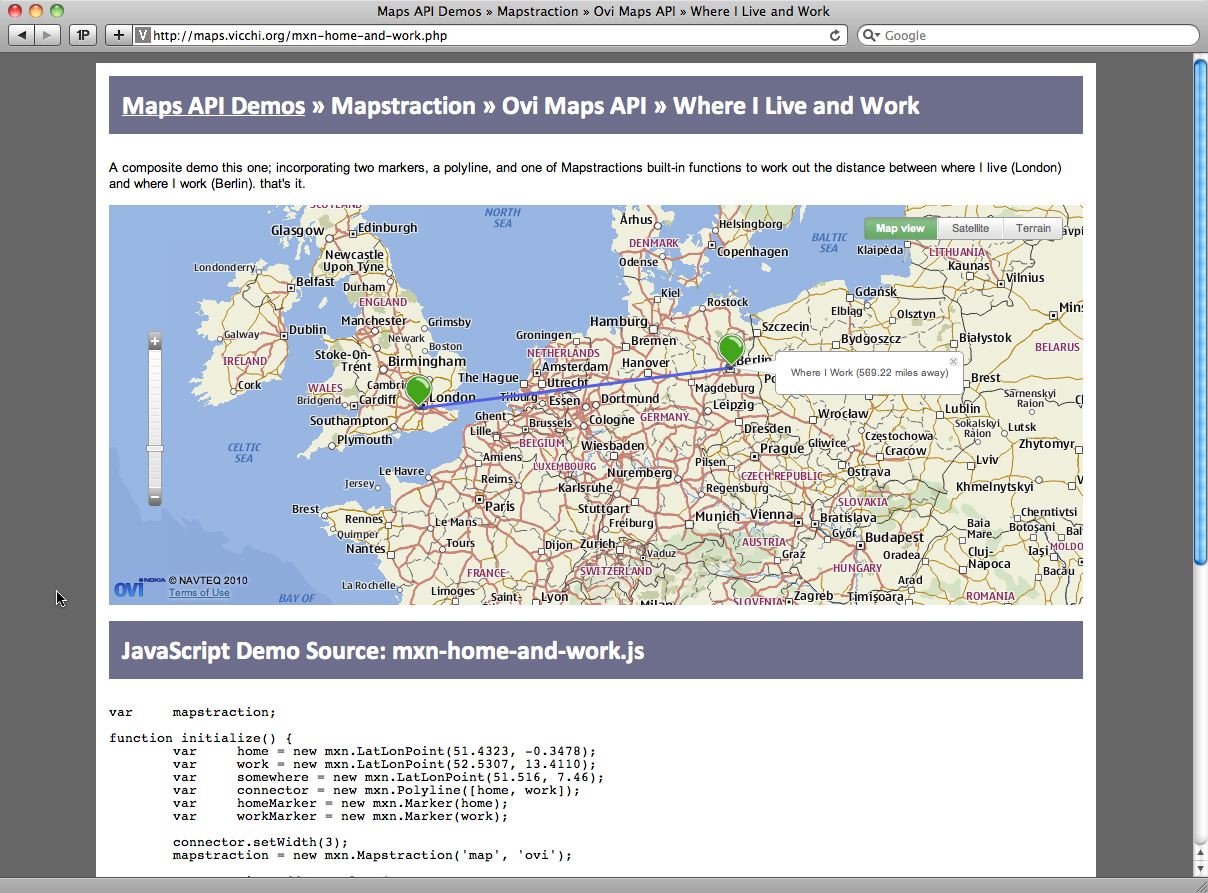 Maps API Demos » Mapstraction » Ovi Maps API » Where I Live and Work
1P
+
V http://maps.vicchi.org/mxn-home-and-work.php
Google
Maps API Demos » Mapstraction » Ovi Maps API » Where I Live and Work
A composite demo this one; incorporating two markers, a polyline, and one of Mapstractions built-in functions to work out the distance between where I live (London)
and where I work (Berlin). that's it.
SCOTLAND
NORTH
SEA
Århus
Helsingborg
Map view
Satellite
Terrain
Glasgow
Edinburgh
DENMARK
BALTIC
SEA
Copenhagen
Klaipėda
LITHUANIA
Newcastle
Upon Tyne
Odense
Kaunas
Londonderry
Vilnius
Belfast
Durham
Kiel
Gdańsk
ENGLAND
Rostock
Elbląg
Olsztyn
Manchester
Grimsby
Hamburg
Szczecin
Dublin
Groningen
Galway
Newark
Bremen
Bydgoszcz
Białystok
Boston
BELARUS
Stoke-On-
Trent
NETHERLANDS
IRELAND
Birmingham
Amsterdam
Hanover
Berlin
Where I Work (569.22 miles away)
The Hague
Utrecht
Brest
Cork
WALES
Magdeburg
Bridgend
Cardiff
London
Tilburg
Essen
Dortmund
Leipzig
Sarnenskyi
Raion
Southampton
Ghent
Cologne
GERMANY
Wrocław
Lublin
Plymouth
Lille
Brussels
Dresden
Sokalskyi
Raion
Lutsk
CELTIC
SEA
BELGIUM
Wiesbaden
Prague
Gliwice
Częstochowa
Zhytomyr
Amiens
Cracow
Le Havre
LUXEMBOURG
Nuremberg
Pilsen
Ostrava
Lviv
Jersey
Reims
Karlsruhe
CZECH REPUBLIC
Regensburg
Khmelnytskyi
Brest
Paris
Stuttgart
SLOVAKIA
Rennes
Le Mans
Freiburg
Munich
Vienna
Bratislava
Cherntivtsi
Quimper
Győr
Budapest
Baia
Mare
Botoşani
Nantes
Tours
Dijon
Zurich
Vaduz
AUSTRIA
Graz
Oradea
Cluj-
Napoca
Iaşi
FRANCE
SWITZERLAND
HUNGARY
Bacău
La Rochelle
Limoges
Lyon
Arad
SLOVENIA
Zagreb
Timişoara
ROMANIA
ovi NOKIA
© NAVTEQ 2010
Terms of Use
BAY OF
JavaScript Demo Source: mxn-home-and-work.js
var mapstraction;
function initialize() {
var home = new mxn.LatLonPoint(51.4323, -0.3478);
var work = new mxn.LatLonPoint(52.5307, 13.4110);
var somewhere = new mxn.LatLonPoint(51.516, 7.46);
var connector = new mxn.Polyline([home, work]);
var homeMarker = new mxn.Marker(home);
var workMarker = new mxn.Marker(work);
connector.setWidth(3);
mapstraction = new mxn.Mapstraction('map', 'ovi');